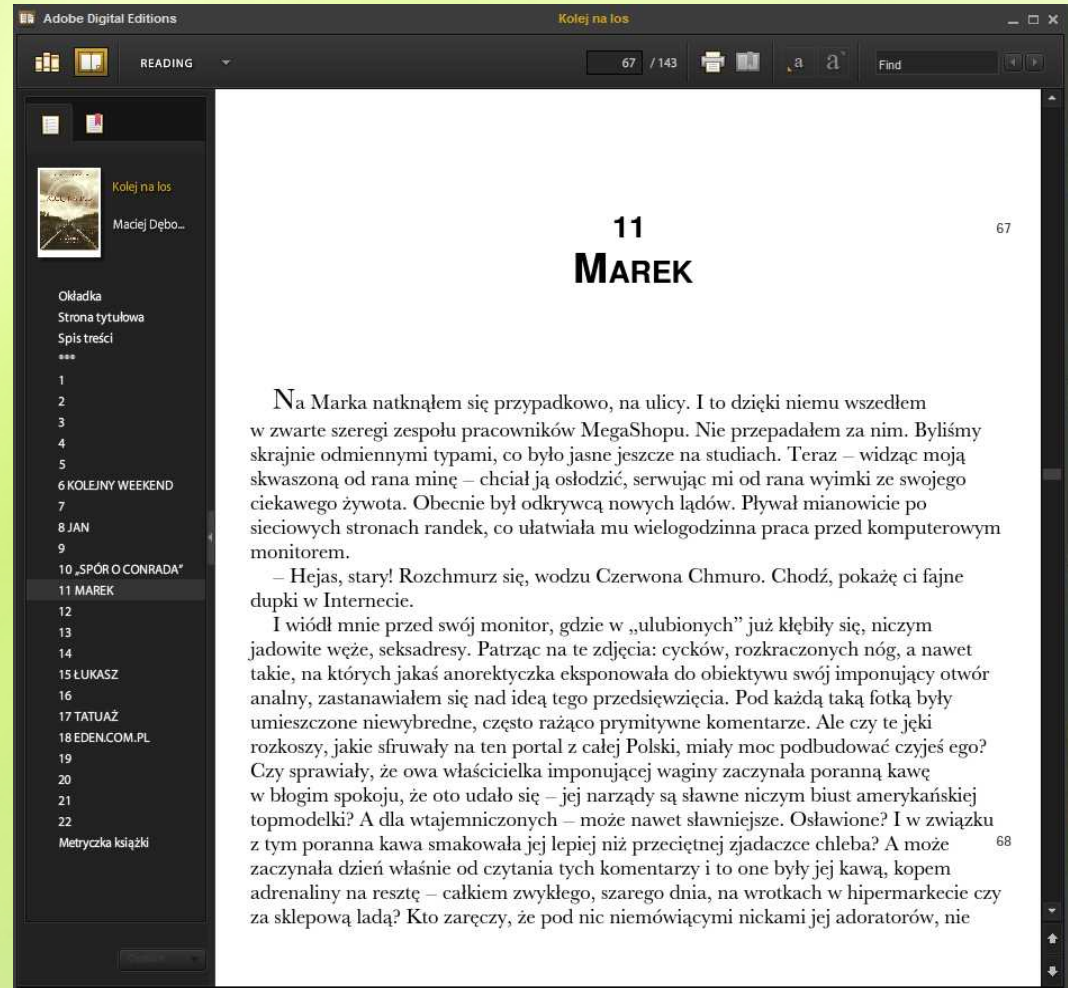 Adobe Digital Editions
Kolej na los
READING
67 / 143
a
a
Find
Kolej na los
Maciej Dębo...
Okładka
Strona tytułowa
Spis treści
***
1
2
3
4
5
6 KOLEJNY WEEKEND
7
8 JAN
9
10 „SPÓR O CONRADA”
11 MAREK
12
13
14
15 ŁUKASZ
16
17 TATUAŻ
18 EDEN.COM.PL
19
20
21
22
Metryczka książki
11
67
MAREK
Na Marka natknąłem się przypadkowo, na ulicy. I to dzięki niemu wszedłem
w zwarte szeregi zespołu pracowników MegaShopu. Nie przepadałem za nim. Byliśmy
skrajnie odmiennymi typami, co było jasne jeszcze na studiach. Teraz – widząc moją
skwaszoną od rana minę – chciał ją osłodzić, serwując mi od rana wyimki ze swojego
ciekawego żywota. Obecnie był odkrywcą nowych lądów. Pływał mianowicie po
sieciowych stronach randek, co ułatwiała mu wielogodzinna praca przed komputerowym
monitorem.
– Hejas, stary! Rozchmurz się, wodzu Czerwona Chmuro. Chodź, pokażę ci fajne
dupki w Internecie.
I wiódł mnie przed swój monitor, gdzie w „ulubionych” już kłębiły się, niczym
jadowite węże, seksadresy. Patrząc na te zdjęcia: cycków, rozkraczonych nóg, a nawet
takie, na których jakaś anorektyczka eksponowała do obiektywu swój imponujący otwór
analny, zastanawiałem się nad ideą tego przedsięwzięcia. Pod każdą taką fotką były
umieszczone niewybredne, często rażąco prymitywne komentarze. Ale czy te jęki
rozkoszy, jakie sfruwały na ten portal z całej Polski, miały moc podbudować czyjeś ego?
Czy sprawiały, że owa właścicielka imponującej waginy zaczynała poranną kawę
w błogim spokoju, że oto udało się – jej narządy są sławne niczym biust amerykańskiej
topmodelki? A dla wtajemniczonych – może nawet sławniejsze. Osławione? I w związku
z tym poranna kawa smakowała jej lepiej niż przeciętnej zjadaczce chleba? A może
68
zaczynała dzień właśnie od czytania tych komentarzy i to one były jej kawą, kopem
adrenaliny na resztę – całkiem zwykłego, szarego dnia, na wrotkach w hipermarkecie czy
za sklepową ladą? Kto zaręczy, że pod nic niemówiącymi nickami jej adoratorów, nie